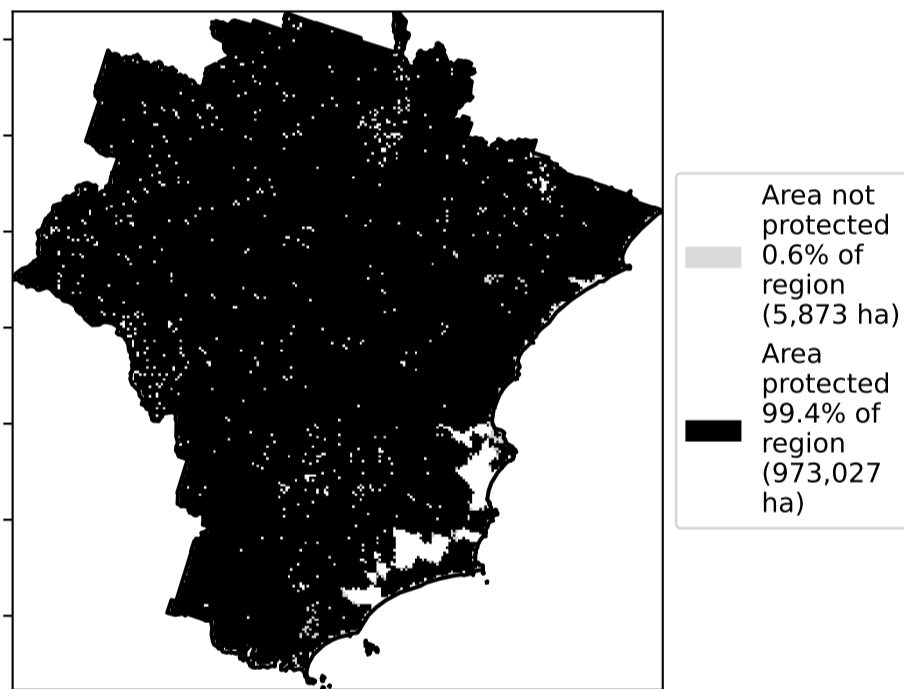 Area not
protected
0.6% of
region
(5,873 ha)
Area
protected
99.4% of
region
(973,027
ha)